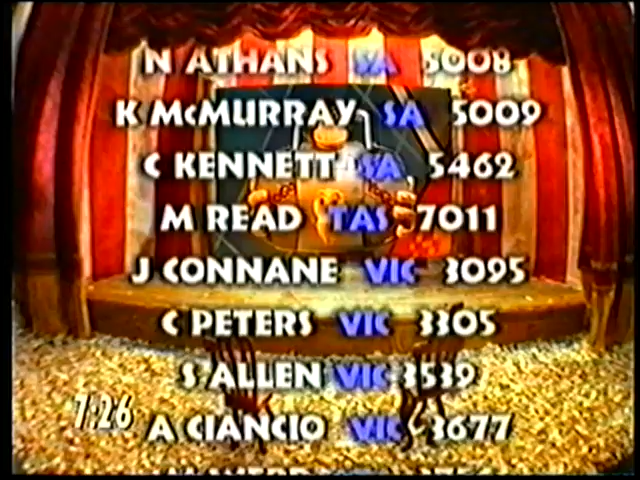 N ATHANS SA 5008
K McMURRAY SA 5009
C KENNETT SA 5462
M READ TAS 7011
J CONNANE VIC 3095
C PETERS VIC 3305
S ALLEN VIC 3539
7:26
A CIANCIO VIC 3677